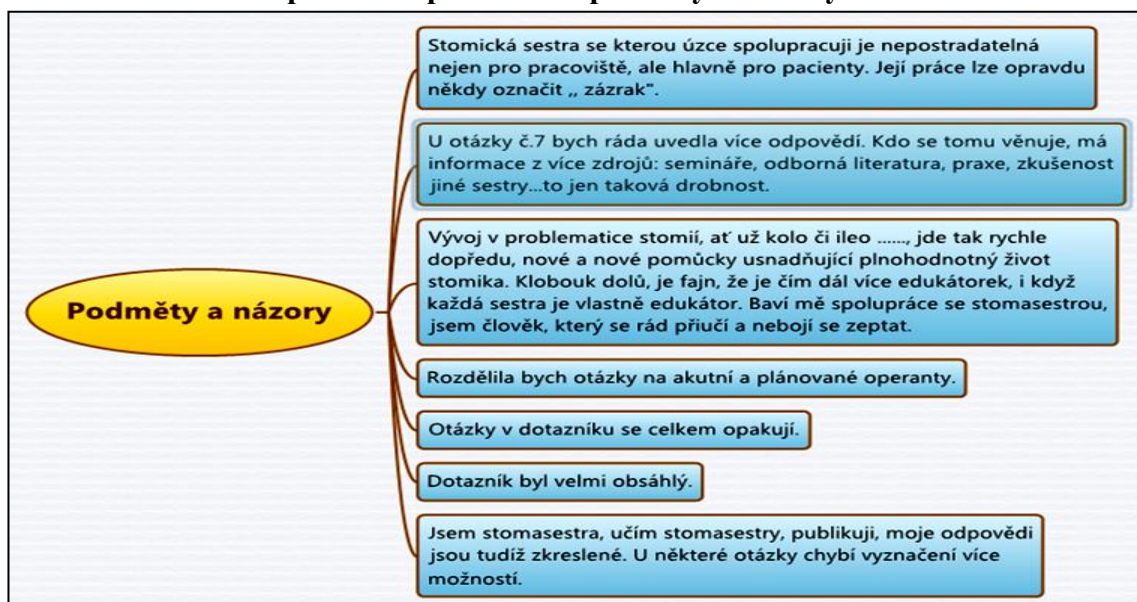 Podměty a názory
Stomická sestra se kterou úzce spolupracuji je nepostradatelná
nejen pro pracoviště, ale hlavně pro pacienty. Její práce lze opravdu
někdy označit ,, zázrak".
U otázky č.7 bych ráda uvedla více odpovědí. Kdo se tomu věnuje, má
informace z více zdrojů: semináře, odborná literatura, praxe, zkušenost
jiné sestry...to jen taková drobnost.
Vývoj v problematice stomií, ať už kolo či ileo ......, jde tak rychle
dopředu, nové a nové pomůcky usnadňující plnohodnotný život
stomika. Klobouk dolů, je fajn, že je čím dál více edukátorek, i když
každá sestra je vlastně edukátor. Baví mě spolupráce se stomasestrou,
jsem člověk, který se rád přiučí a nebojí se zeptat.
Rozdělila bych otázky na akutní a plánované operanty.
Otázky v dotazníku se celkem opakují.
Dotazník byl velmi obsáhlý.
Jsem stomasestra, učím stomasestry, publikuji, moje odpovědi
jsou tudíž zkreslené. U některé otázky chybí vyznačení více
možností.